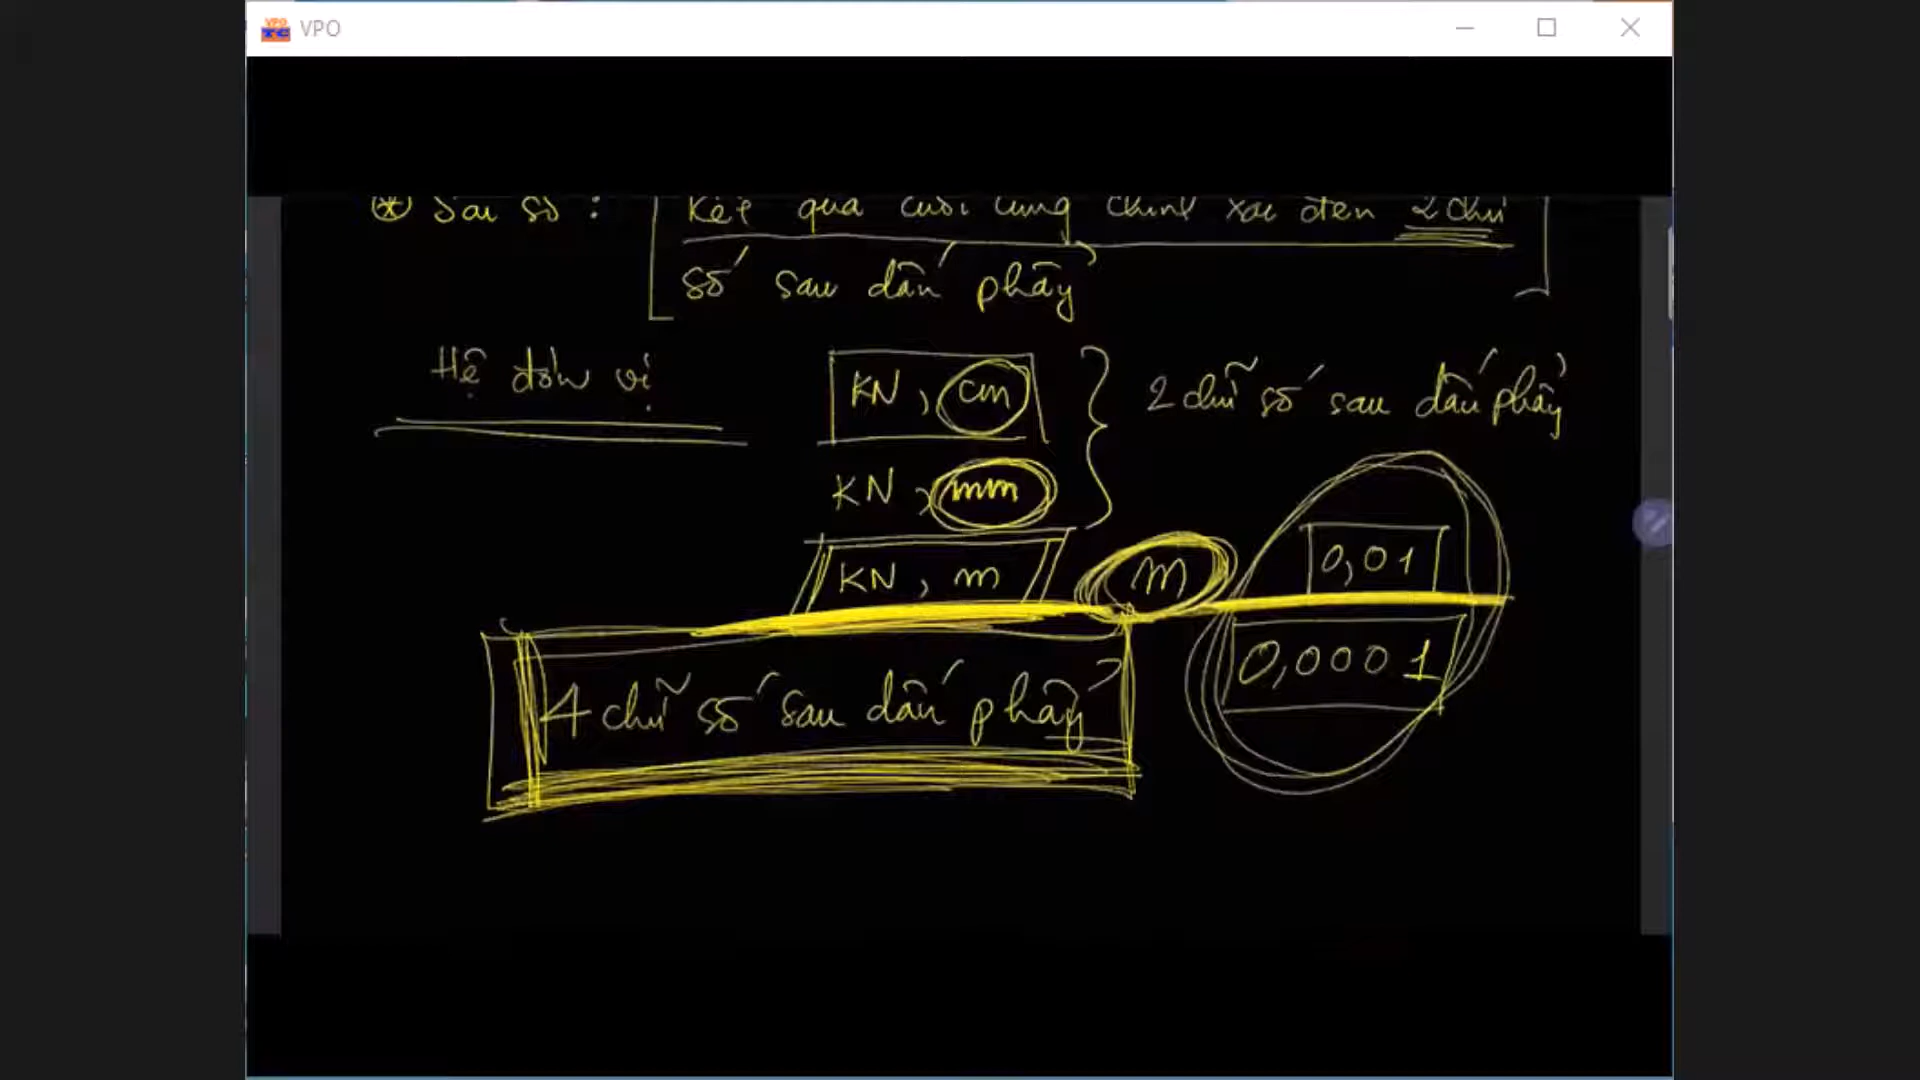 VPO
TC
VPO
* Sai số : Kết quả cuối cùng chính xác đến 2 chữ
số sau dấu phẩy
Hệ đơn vị
KN, cm
2 chữ số sau dấu phẩy
KN, mm
KN, m
m
0,01
0,0001
4 chữ số sau dấu phẩy